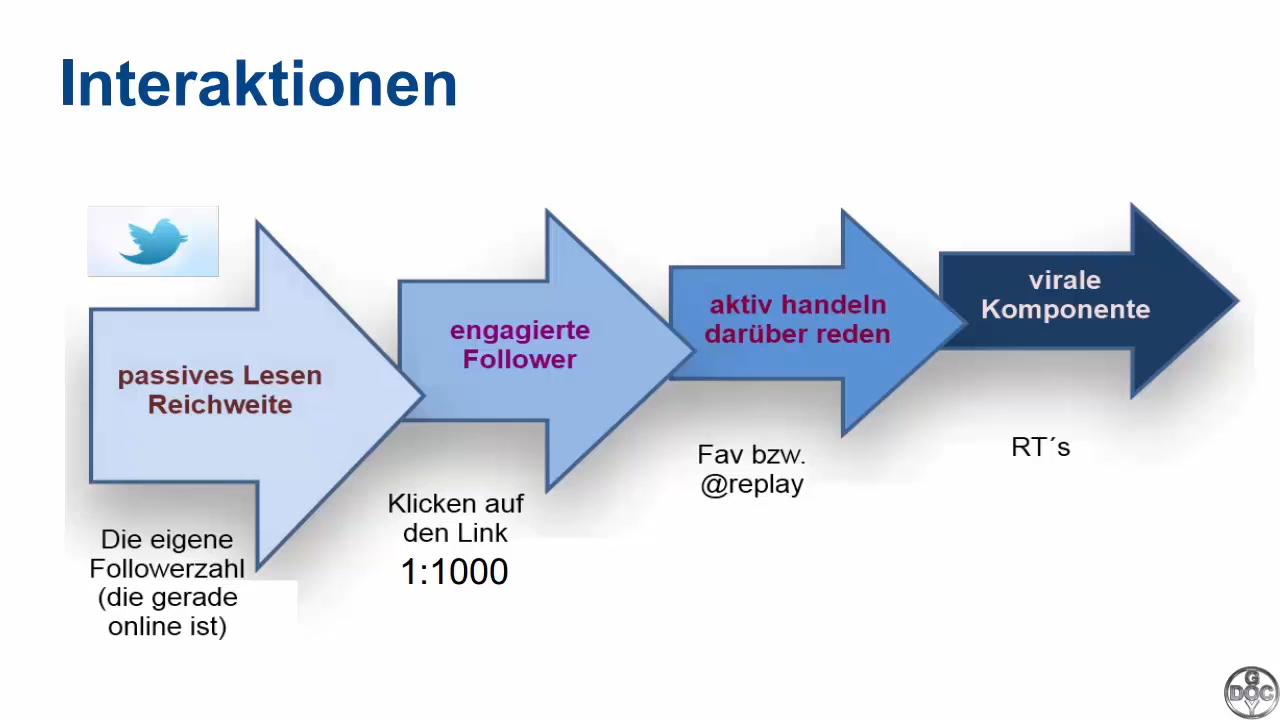 Interaktionen
passives Lesen
Reichweite
Die eigene
Followerzahl
(die gerade
online ist)
engagierte
Follower
Klicken auf
den Link
1:1000
aktiv handeln
darüber reden
Fav bzw.
@replay
virale
Komponente
RT´s
G
DOC
Y